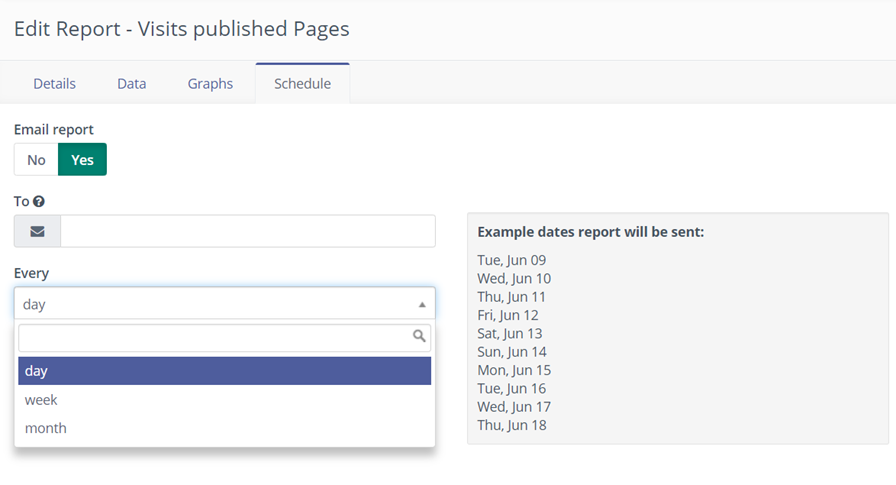 Edit Report - Visits published Pages
Details Data Graphs Schedule
Email report
No Yes
To
Every
day
day
week
month
Example dates report will be sent:
Tue, Jun 09
Wed, Jun 10
Thu, Jun 11
Fri, Jun 12
Sat, Jun 13
Sun, Jun 14
Mon, Jun 15
Tue, Jun 16
Wed, Jun 17
Thu, Jun 18